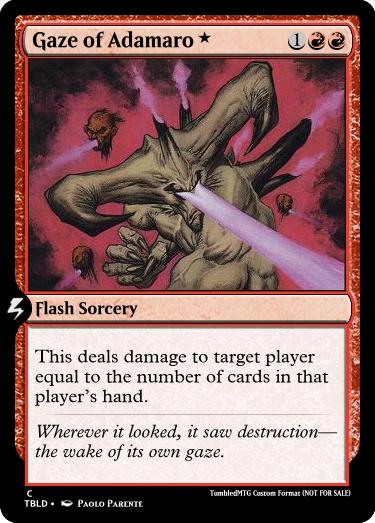 Gaze of Adamaro ★ 1
Flash Sorcery
This deals damage to target player
equal to the number of cards in that
player's hand.
Wherever it looked, it saw destruction—
the wake of its own gaze.
C
TBLD • Paolo Parente
TumbledMTG Custom Format (NOT FOR SALE)